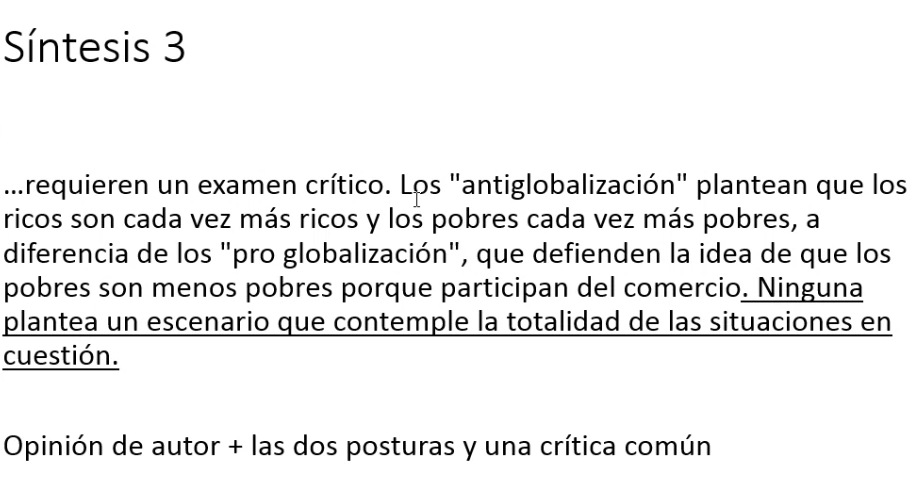 Síntesis 3
...requieren un examen crítico. Los "antiglobalización" plantean que los
ricos son cada vez más ricos y los pobres cada vez más pobres, a
diferencia de los "pro globalización", que defienden la idea de que los
pobres son menos pobres porque participan del comercio. Ninguna
plantea un escenario que contemple la totalidad de las situaciones en
cuestión.
Opinión de autor + las dos posturas y una crítica común